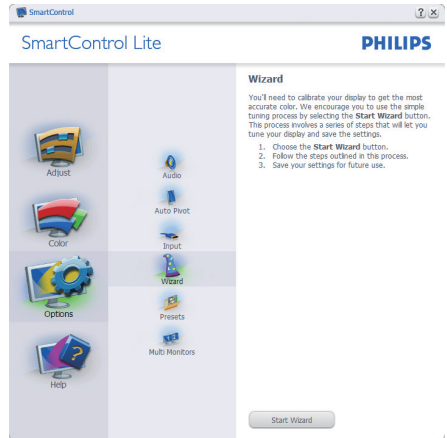 SmartControl
? x
SmartControl Lite
PHILIPS
Adjust
Color
Options
Help
Audio
Auto Pivot
Input
Wizard
Presets
Multi Monitors
Wizard
You'll need to calibrate your display to get the most
accurate color. We encourage you to use the simple
tuning process by selecting the Start Wizard button.
This process involves a series of steps that will let you
tune your display and save the settings.
1. Choose the Start Wizard button.
2. Follow the steps outlined in this process.
3. Save your settings for future use.
Start Wizard